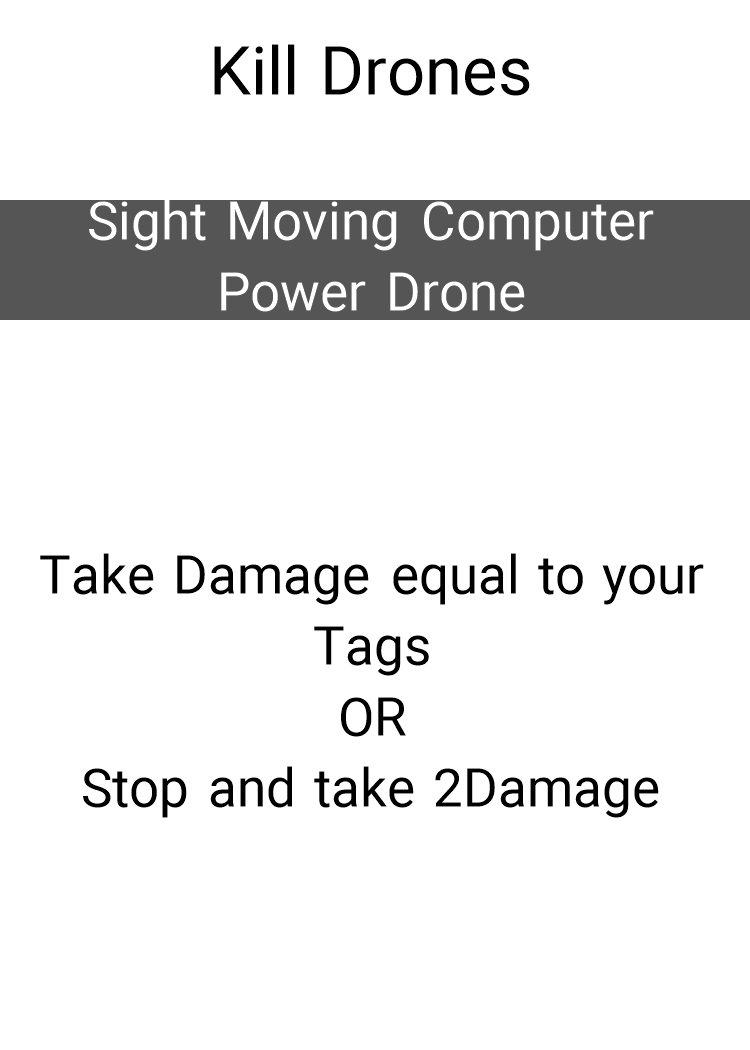 Kill Drones
Sight Moving Computer
Power Drone
Take Damage equal to your
Tags
OR
Stop and take 2Damage